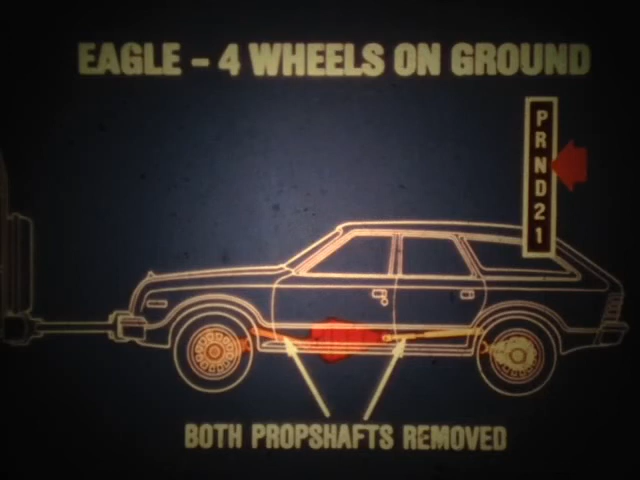 EAGLE - 4 WHEELS ON GROUND
P
R
N
D
2
1
BOTH PROPSHAFTS REMOVED